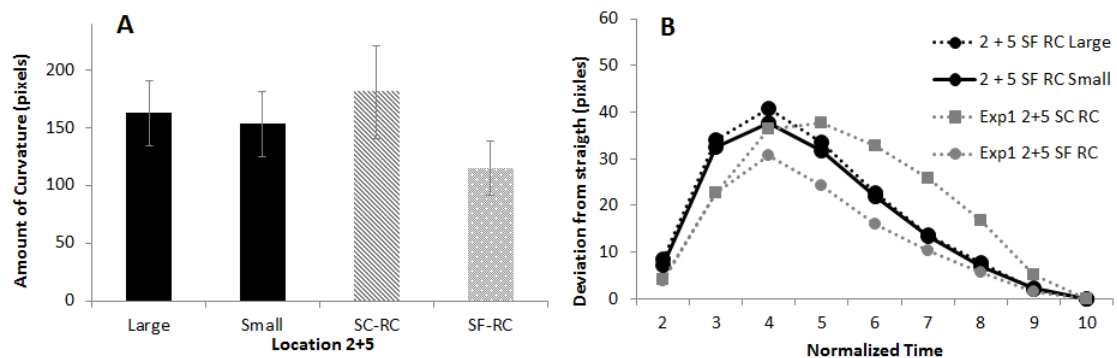 A
Amount of Curvature (pixels)
200
150
100
50
0
Large Small SC-RC SF-RC
Location 2+5
B
Deviation from straigth (pixles)
60
50
40
30
20
10
0
2 3 4 5 6 7 8 9 10
Normalized Time
2 + 5 SF RC Large
2 + 5 SF RC Small
Exp1 2+5 SC RC
Exp1 2+5 SF RC